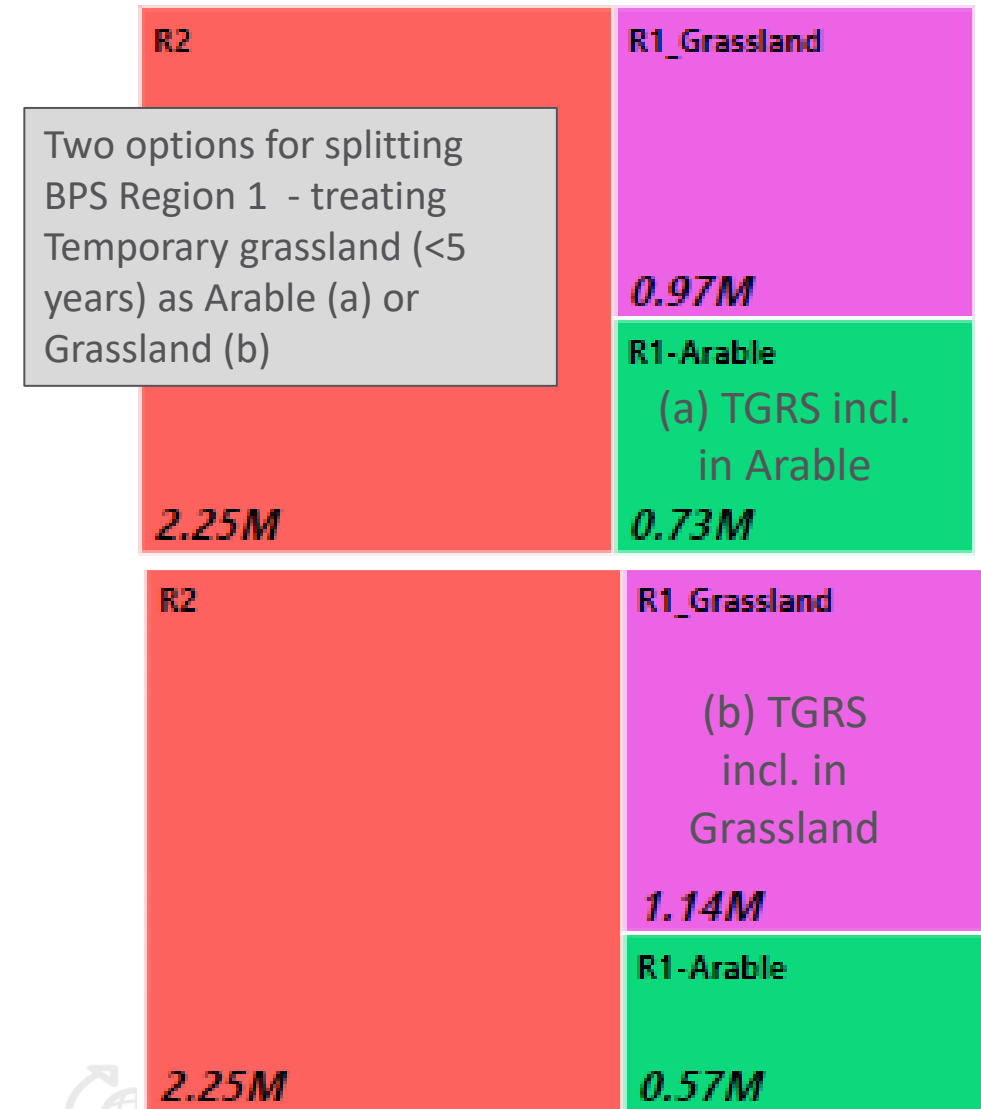 R2
R1_Grassland
Two options for splitting
BPS Region 1 - treating
Temporary grassland (<5
years) as Arable (a) or
Grassland (b)
0.97M
R1-Arable
(a) TGRS incl.
in Arable
2.25M
0.73M
R2
R1_Grassland
(b) TGRS
incl. in
Grassland
1.14M
R1-Arable
2.25M
0.57M